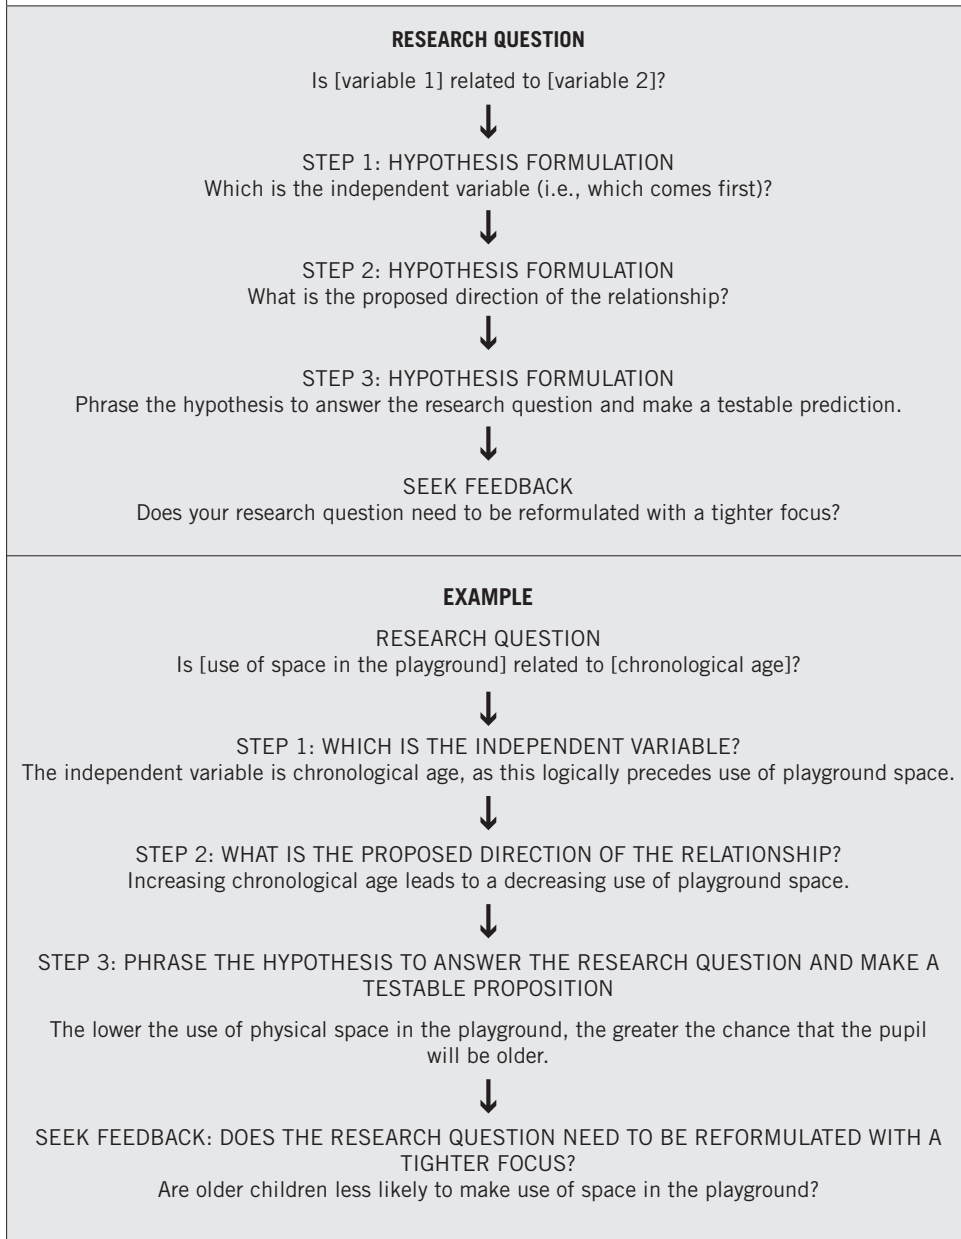 RESEARCH QUESTION
Is [variable 1] related to [variable 2]?
STEP 1: HYPOTHESIS FORMULATION
Which is the independent variable (i.e., which comes first)?
STEP 2: HYPOTHESIS FORMULATION
What is the proposed direction of the relationship?
STEP 3: HYPOTHESIS FORMULATION
Phrase the hypothesis to answer the research question and make a testable prediction.
SEEK FEEDBACK
Does your research question need to be reformulated with a tighter focus?
EXAMPLE
RESEARCH QUESTION
Is [use of space in the playground] related to [chronological age]?
STEP 1: WHICH IS THE INDEPENDENT VARIABLE?
The independent variable is chronological age, as this logically precedes use of playground space.
STEP 2: WHAT IS THE PROPOSED DIRECTION OF THE RELATIONSHIP?
Increasing chronological age leads to a decreasing use of playground space.
STEP 3: PHRASE THE HYPOTHESIS TO ANSWER THE RESEARCH QUESTION AND MAKE A
TESTABLE PROPOSITION
The lower the use of physical space in the playground, the greater the chance that the pupil
will be older.
SEEK FEEDBACK: DOES THE RESEARCH QUESTION NEED TO BE REFORMULATED WITH A
TIGHTER FOCUS?
Are older children less likely to make use of space in the playground?